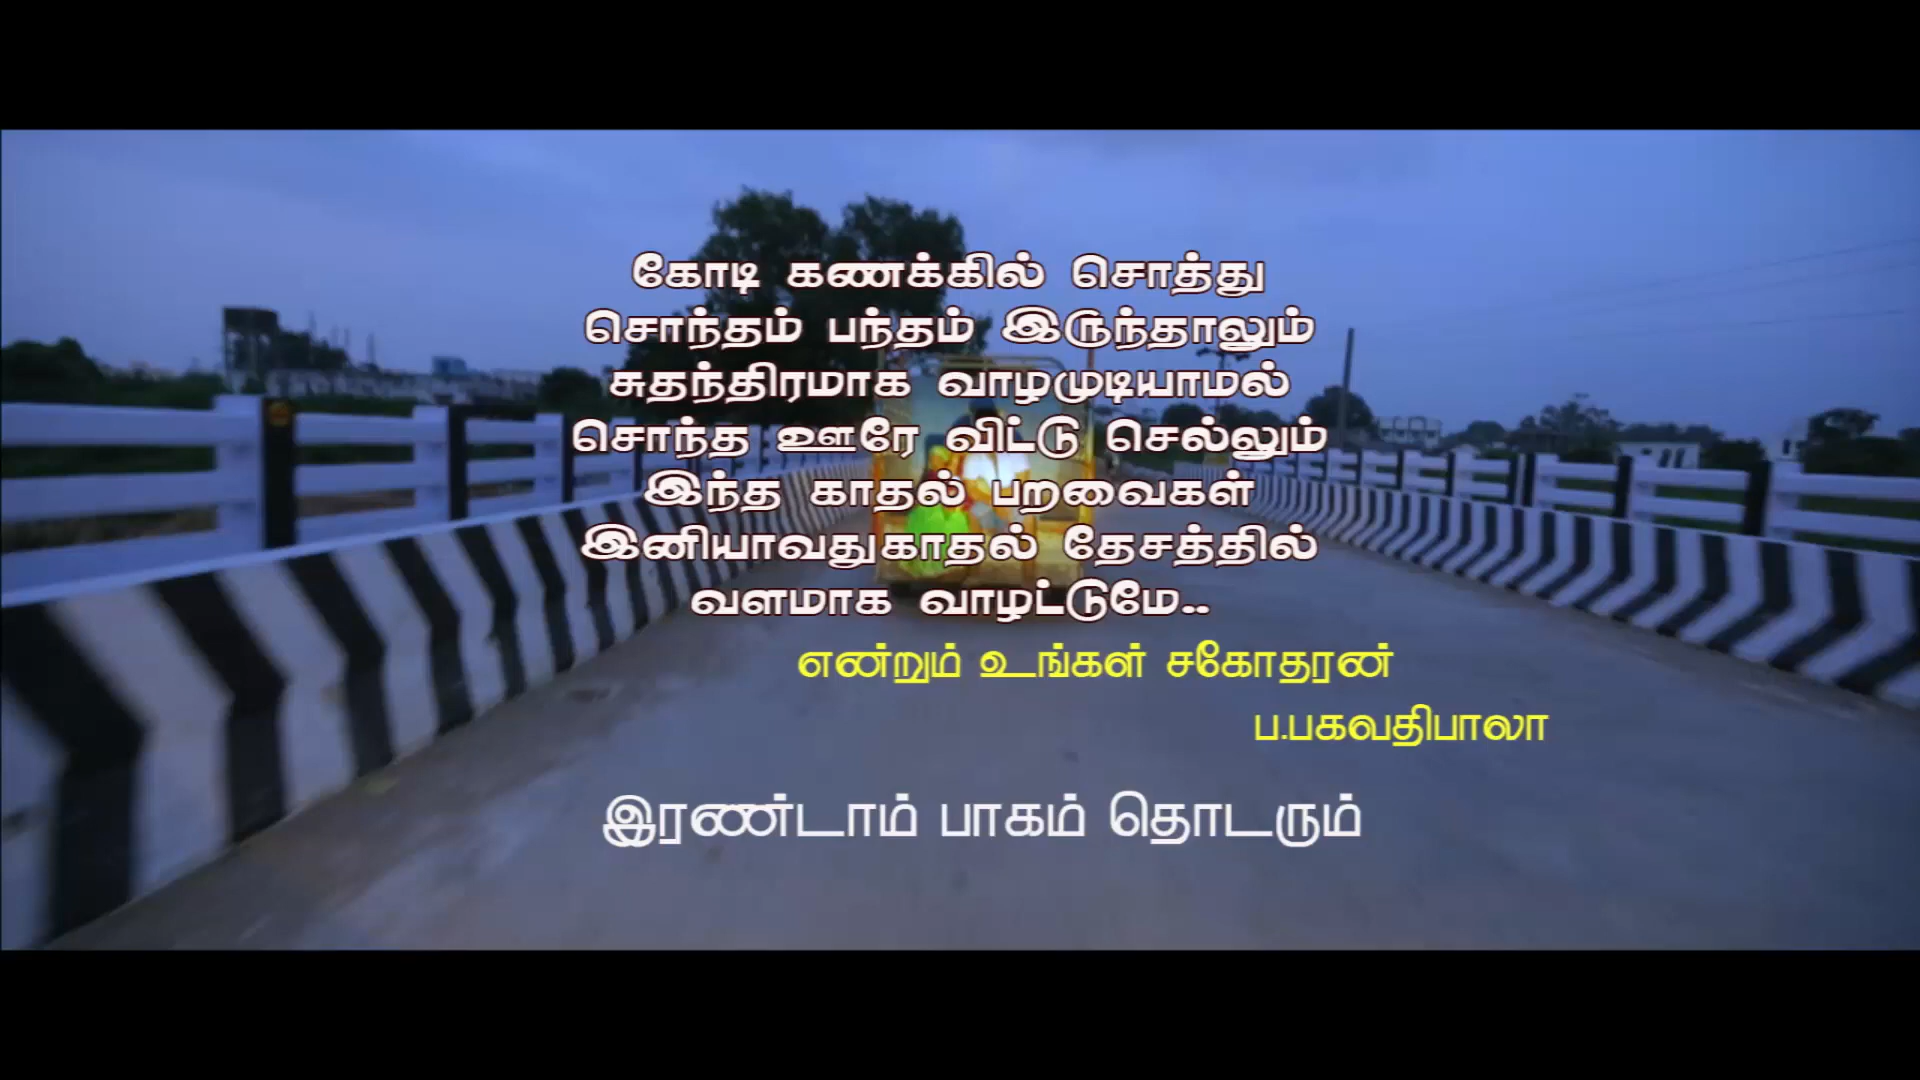 கோடி கணக்கில் சொத்து
சொந்தம் பந்தம் இருந்தாலும்
சுதந்திரமாக வாழமுடியாமல்
சொந்த ஊரே விட்டு செல்லும்
இந்த காதல் பறவைகள்
இனியாவதுகாதல் தேசத்தில்
வளமாக வாழட்டுமே..
என்றும் உங்கள் சகோதரன்
ப.பகவதிபாலா
இரண்டாம் பாகம் தொடரும்